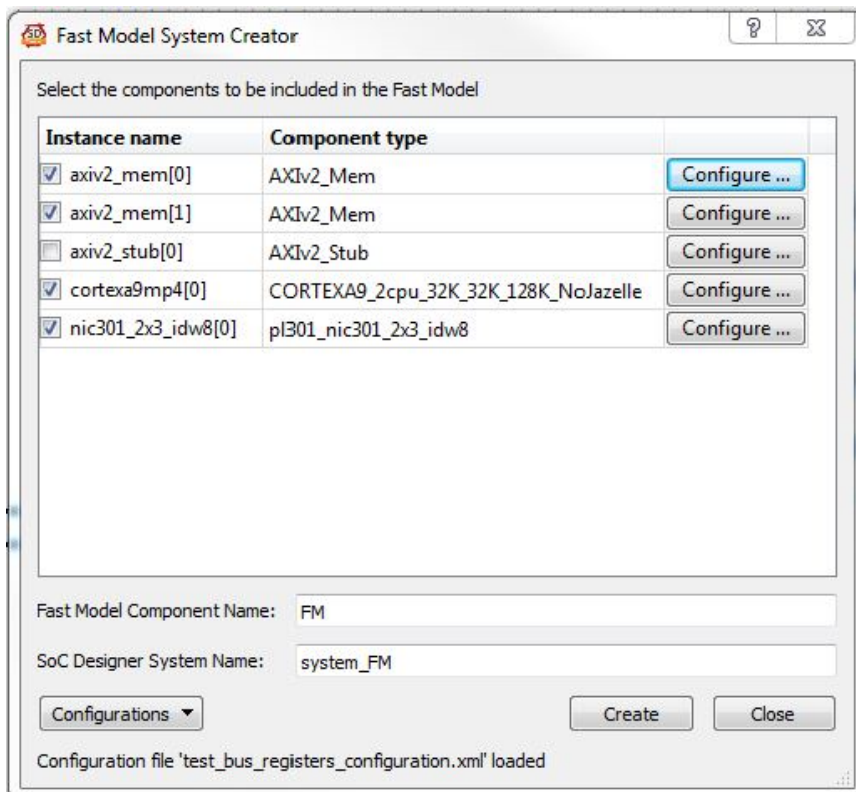 SD
Fast Model System Creator
Select the components to be included in the Fast Model
Instance name Component type
axiv2_mem[0] AXIv2_Mem Configure ...
axiv2_mem[1] AXIv2_Mem Configure ...
axiv2_stub[0] AXIv2_Stub Configure ...
cortexa9mp4[0] CORTEXA9_2cpu_32K_32K_128K_NoJazelle Configure ...
nic301_2x3_idw8[0] pl301_nic301_2x3_idw8 Configure ...
Fast Model Component Name: FM
SoC Designer System Name: system_FM
Configurations Create Close
Configuration file 'test_bus_registers_configuration.xml' loaded